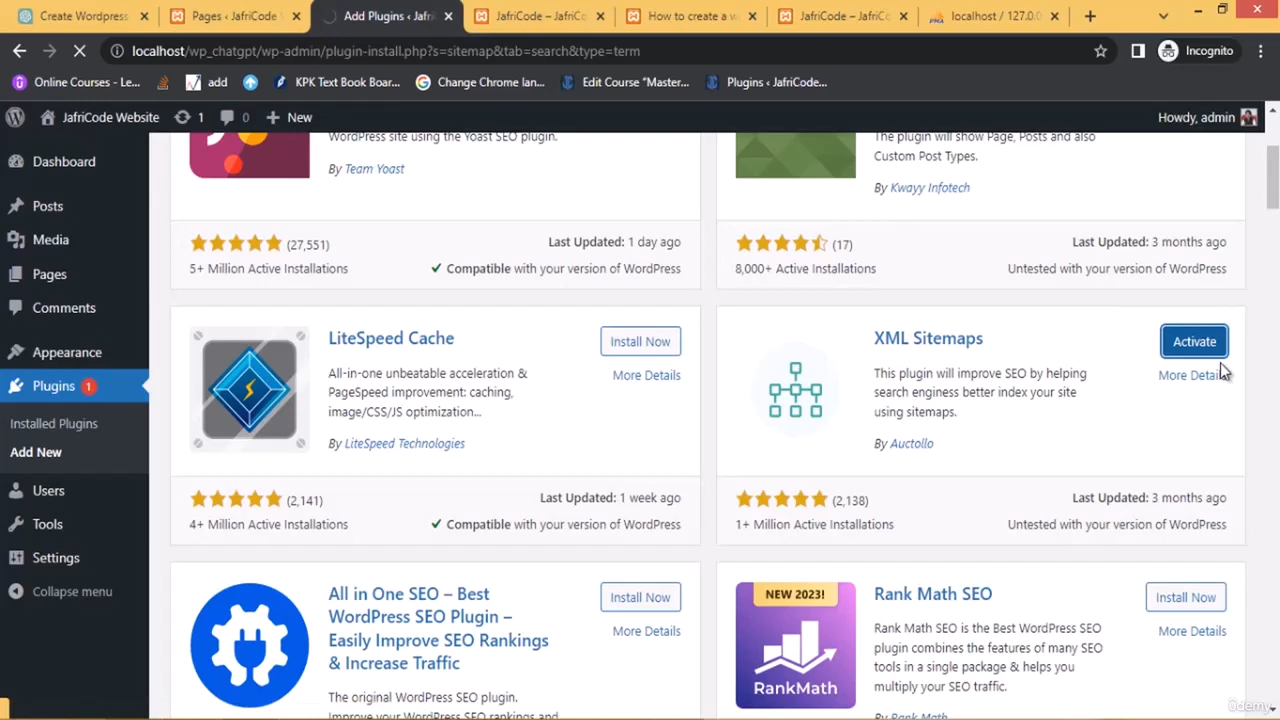 Create WordPress
Pages ‹ JafriCode W
Add Plugins ‹ Jafri
JafriCode – JafriC
How to create a w
JafriCode – JafriC
localhost / 127.0.0
localhost/wp_chatgpt/wp-admin/plugin-install.php?s=sitemap&tab=search&type=term
Incognito
Online Courses - Le...
add
KPK Text Book Boar...
Change Chrome lan...
Edit Course "Master...
Plugins ‹ JafriCode...
JafriCode Website
1
0
New
Howdy, admin
Dashboard
Posts
Media
Pages
Comments
Appearance
Plugins 1
Installed Plugins
Add New
Users
Tools
Settings
Collapse menu
WordPress site using the Yoast SEO plugin.
By Team Yoast
(27,551)
Last Updated: 1 day ago
5+ Million Active Installations
Compatible with your version of WordPress
The plugin will show Page, Posts and also
Custom Post Types.
By Kwayy Infotech
(17)
Last Updated: 3 months ago
8,000+ Active Installations
Untested with your version of WordPress
LiteSpeed Cache
Install Now
More Details
All-in-one unbeatable acceleration &
PageSpeed improvement: caching,
image/CSS/JS optimization...
By LiteSpeed Technologies
(2,141)
Last Updated: 1 week ago
4+ Million Active Installations
Compatible with your version of WordPress
XML Sitemaps
Activate
More Details
This plugin will improve SEO by helping
search enginess better index your site
using sitemaps.
By Auctollo
(2,138)
Last Updated: 3 months ago
1+ Million Active Installations
Untested with your version of WordPress
All in One SEO – Best
WordPress SEO Plugin –
Easily Improve SEO Rankings
& Increase Traffic
Install Now
More Details
The original WordPress SEO plugin.
Improve your WordPress SEO rankings and
NEW 2023!
RankMath
Rank Math SEO
Install Now
More Details
Rank Math SEO is the Best WordPress SEO
plugin combines the features of many SEO
tools in a single package & helps you
multiply your SEO traffic.
By Rank Math
ûdemy